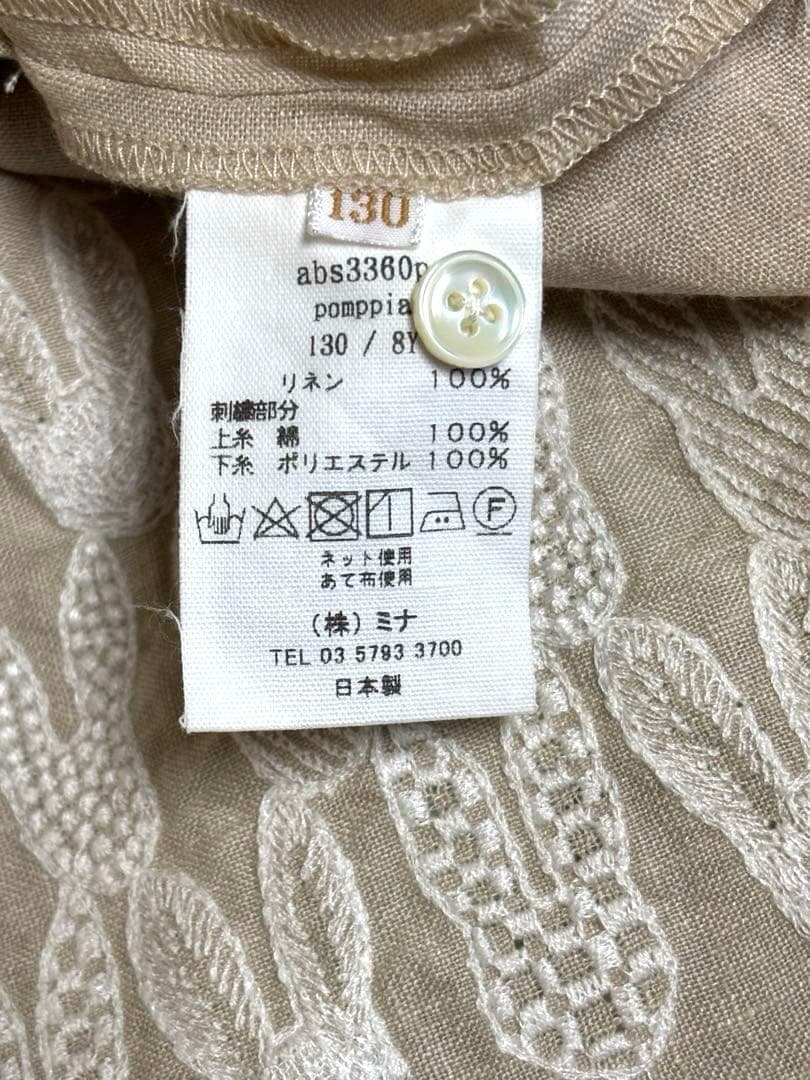 130
abs3360p
pomppia
130 / 8Y
リネン 100%
刺繍部分
上糸 綿 100%
下糸 ポリエステル 100%
F
ネット使用
あて布使用
(株) ミナ
TEL 03 5793 3700
日本製